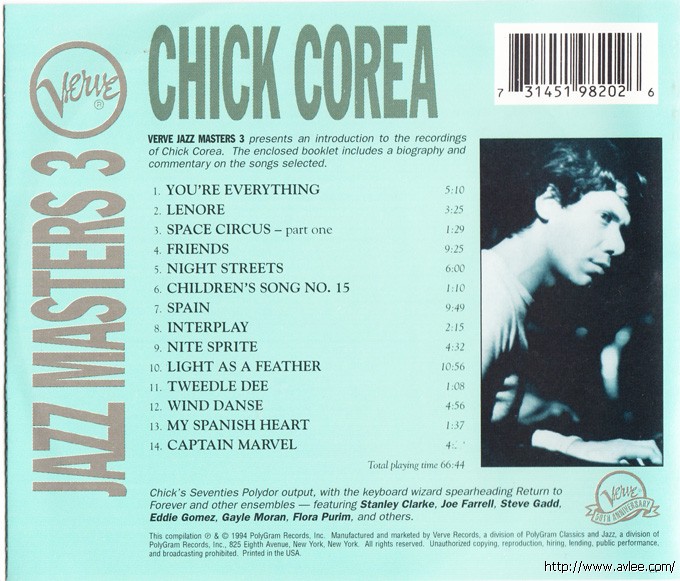 CHICK COREA
Verve ®
JAZZ MASTERS 3
7 31451 98202 6
VERVE JAZZ MASTERS 3 presents an introduction to the recordings
of Chick Corea. The enclosed booklet includes a biography and
commentary on the songs selected.
1. YOU'RE EVERYTHING 5:10
2. LENORE 3:25
3. SPACE CIRCUS – part one 1:29
4. FRIENDS 9:25
5. NIGHT STREETS 6:00
6. CHILDREN'S SONG NO. 15 1:10
7. SPAIN 9:49
8. INTERPLAY 2:15
9. NITE SPRITE 4:32
10. LIGHT AS A FEATHER 10:56
11. TWEEDLE DEE 1:08
12. WIND DANSE 4:56
13. MY SPANISH HEART 1:37
14. CAPTAIN MARVEL
Total playing time 66:44
Chick's Seventies Polydor output, with the keyboard wizard spearheading Return to
Forever and other ensembles – featuring Stanley Clarke, Joe Farrell, Steve Gadd,
Eddie Gomez, Gayle Moran, Flora Purim, and others.
Verve
50TH ANNIVERSARY
This compilation ℗ & © 1994 PolyGram Records, Inc. Manufactured and marketed by Verve Records, a division of PolyGram Classics and Jazz, a division of
PolyGram Records, Inc., 825 Eighth Avenue, New York, New York. All rights reserved. Unauthorized copying, reproduction, hiring, lending, public performance,
and broadcasting prohibited. Printed in the USA.
http://www.avlee.com/